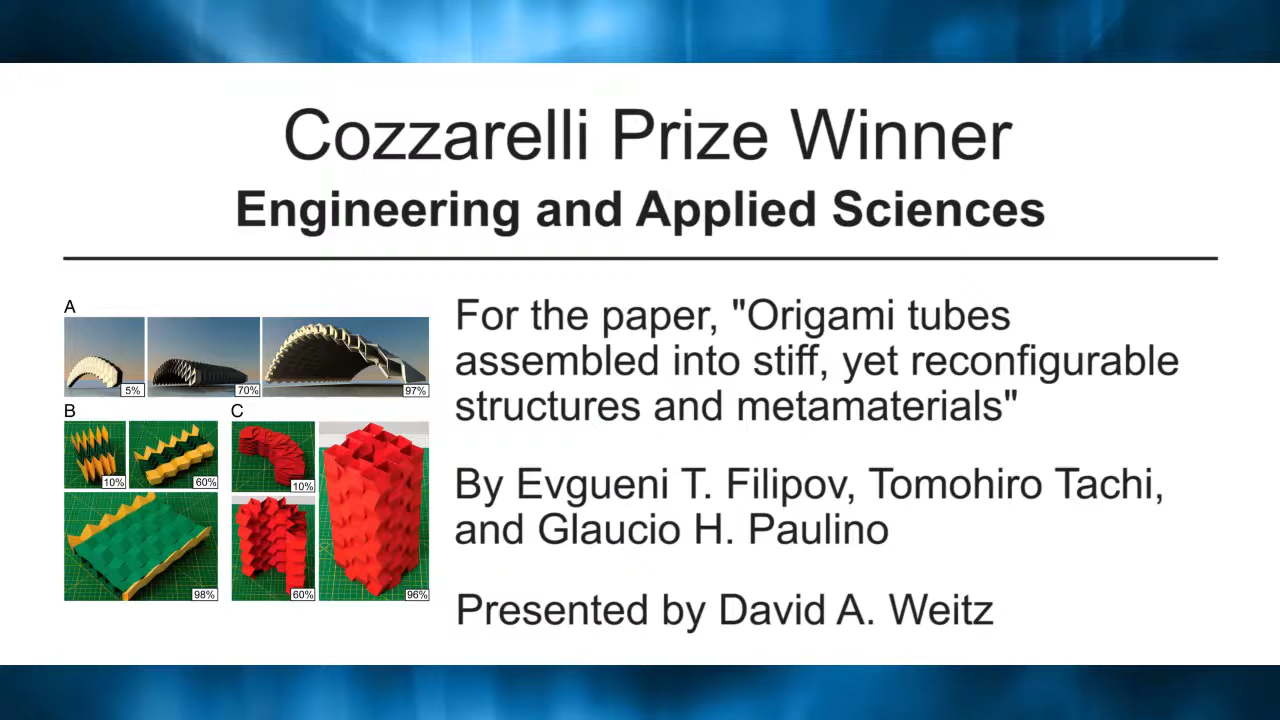 Cozzarelli Prize Winner
Engineering and Applied Sciences
A
5%
70%
97%
B
10%
60%
98%
C
10%
60%
96%
For the paper, "Origami tubes
assembled into stiff, yet reconfigurable
structures and metamaterials"
By Evgueni T. Filipov, Tomohiro Tachi,
and Glaucio H. Paulino
Presented by David A. Weitz